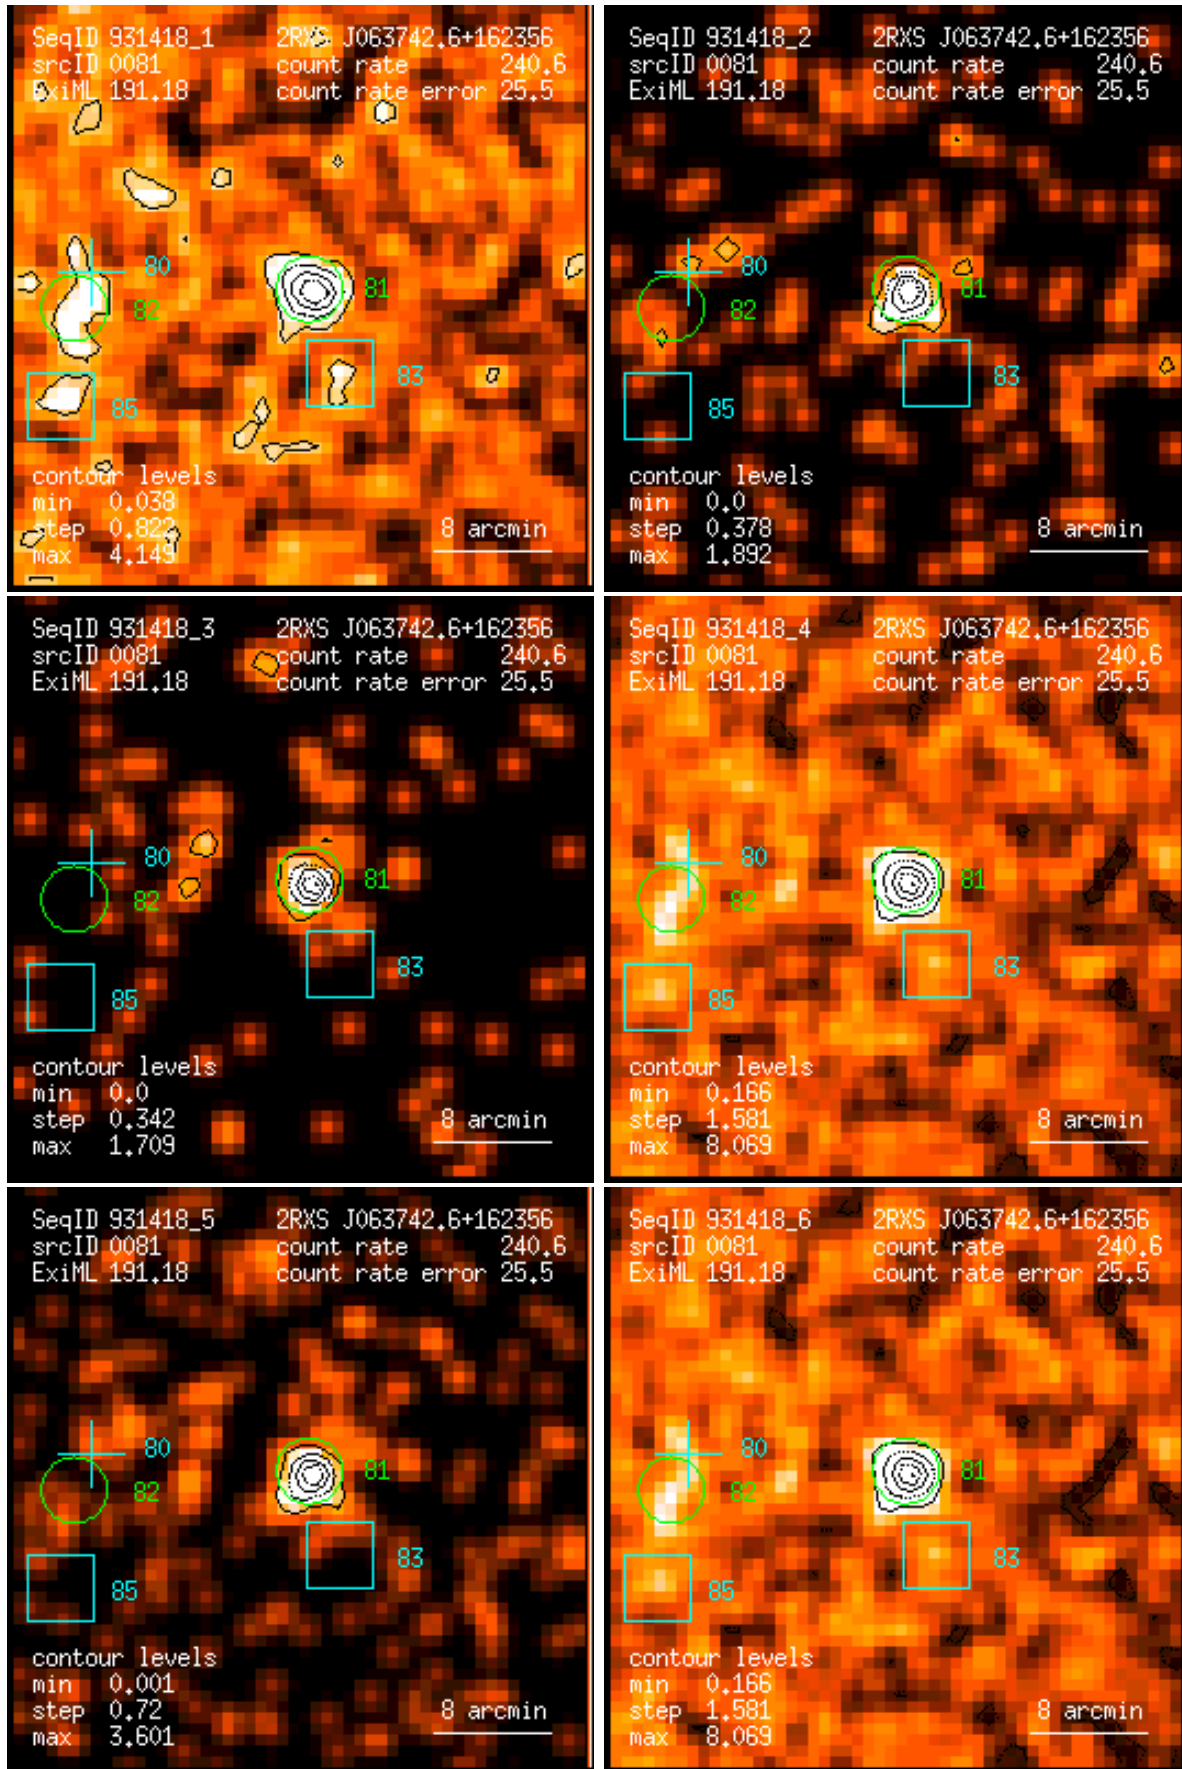 SeqID 931418_1 2RXS J063742.6+162356
srcID 0081 count rate 240.6
ExiML 191.18 count rate error 25.5
80
81
82
83
85
contour levels
min 0.038
step 0.822 8 arcmin
max 4.149
SeqID 931418_2 2RXS J063742.6+162356
srcID 0081 count rate 240.6
ExiML 191.18 count rate error 25.5
80
81
82
83
85
contour levels
min 0.0
step 0.378 8 arcmin
max 1.892
SeqID 931418_3 2RXS J063742.6+162356
srcID 0081 count rate 240.6
ExiML 191.18 count rate error 25.5
80
81
82
83
85
contour levels
min 0.0
step 0.342 8 arcmin
max 1.709
SeqID 931418_4 2RXS J063742.6+162356
srcID 0081 count rate 240.6
ExiML 191.18 count rate error 25.5
80
81
82
83
85
contour levels
min 0.166
step 1.581 8 arcmin
max 8.069
SeqID 931418_5 2RXS J063742.6+162356
srcID 0081 count rate 240.6
ExiML 191.18 count rate error 25.5
80
81
82
83
85
contour levels
min 0.001
step 0.72 8 arcmin
max 3.601
SeqID 931418_6 2RXS J063742.6+162356
srcID 0081 count rate 240.6
ExiML 191.18 count rate error 25.5
80
81
82
83
85
contour levels
min 0.166
step 1.581 8 arcmin
max 8.069